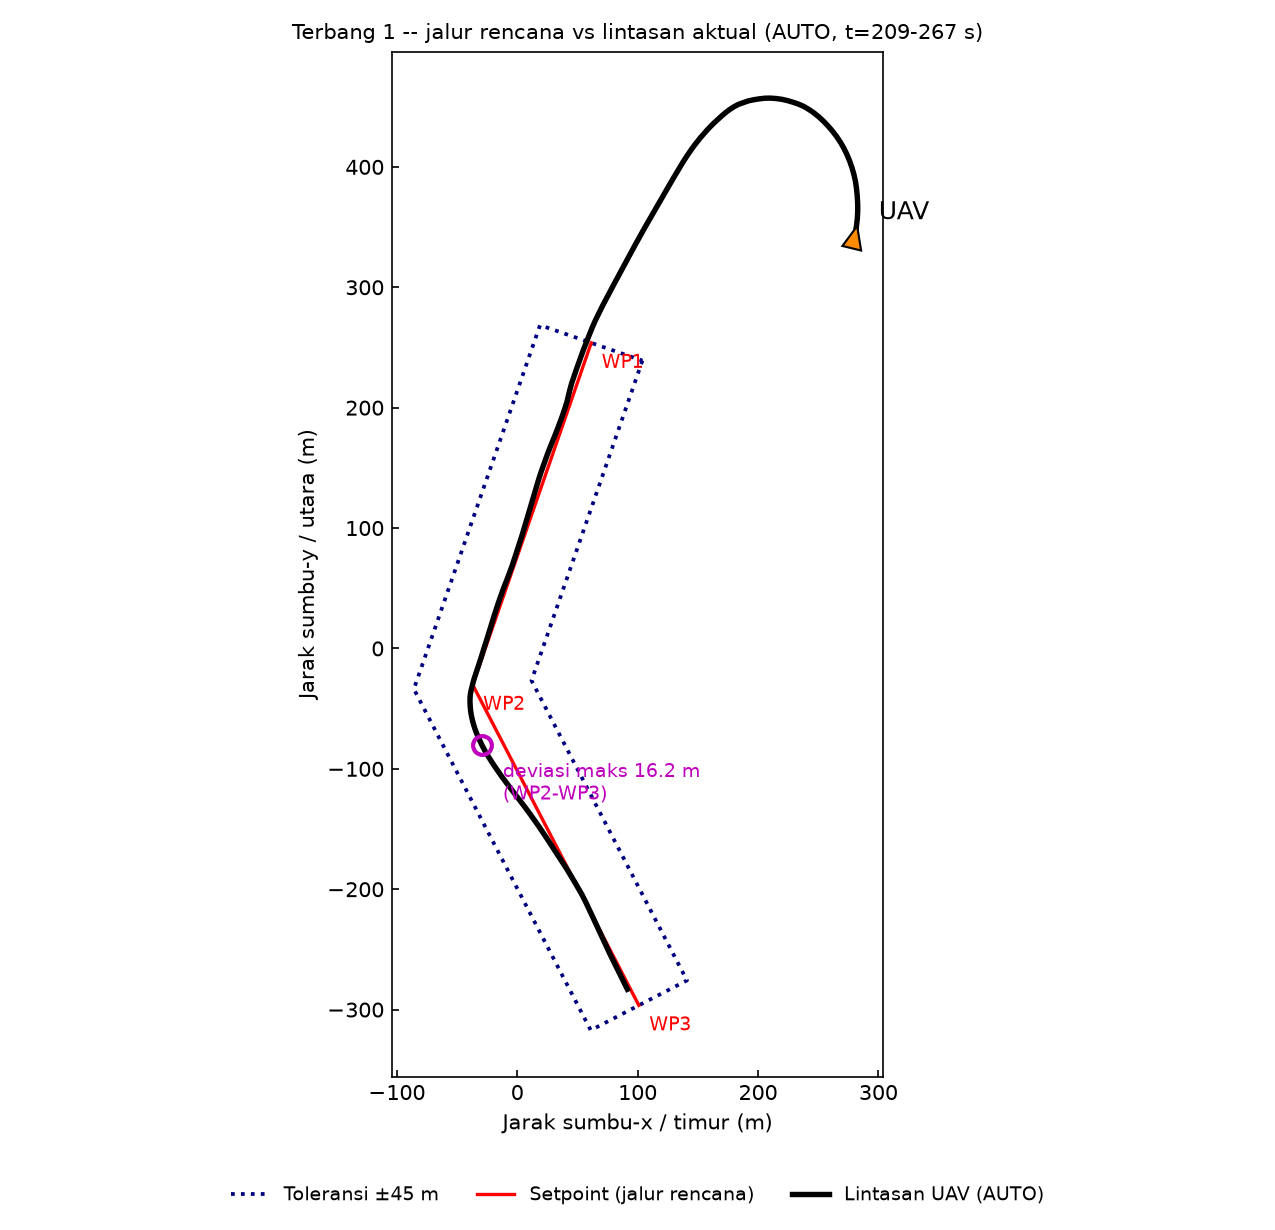 Terbang 1 -- jalur rencana vs lintasan aktual (AUTO, t=209-267 s)
UAV
WP1
WP2
deviasi maks 16.2 m
(WP2-WP3)
WP3
400
300
200
100
0
−100
−200
−300
Jarak sumbu-y / utara (m)
−100 0 100 200 300
Jarak sumbu-x / timur (m)
Toleransi ±45 m
Setpoint (jalur rencana)
Lintasan UAV (AUTO)